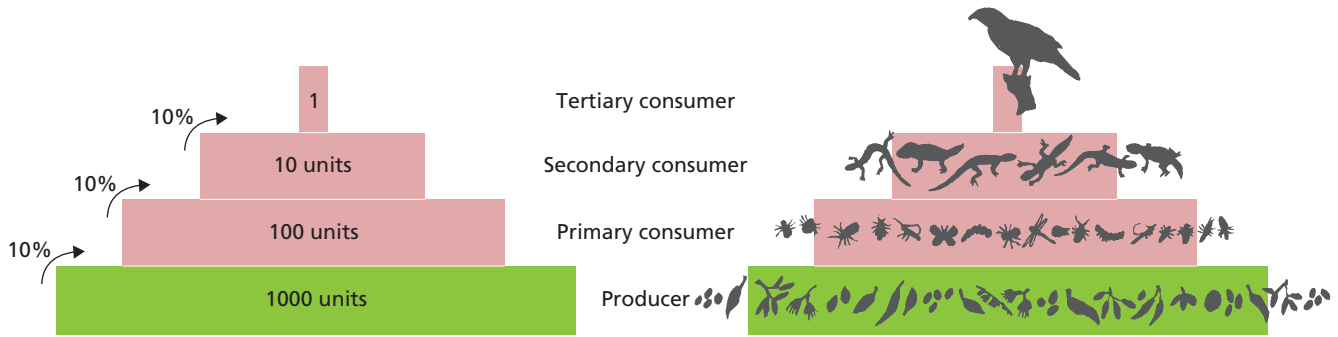 1
Tertiary consumer
10%
10 units
Secondary consumer
10%
100 units
Primary consumer
10%
1000 units
Producer